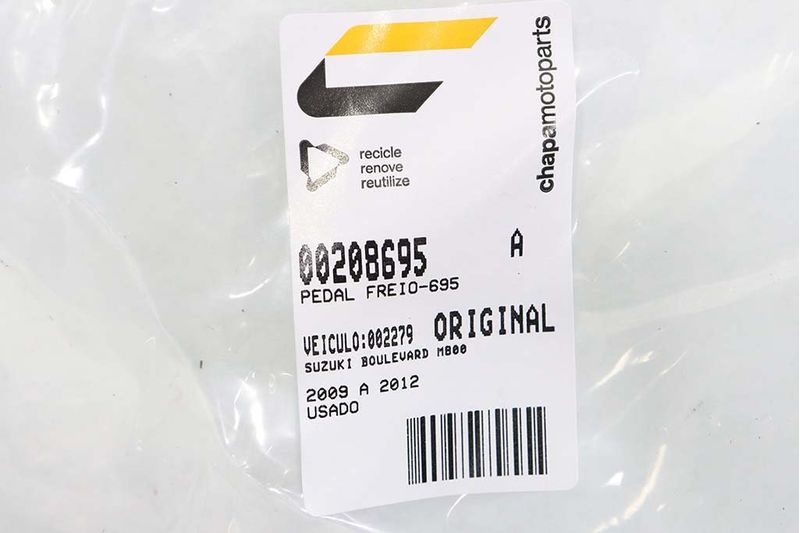 chapamotoparts
recicle
renove
reutilize
00208695 A
PEDAL FREIO-695
VEICULO:002279 ORIGINAL
SUZUKI BOULEVARD M800
2009 A 2012
USADO